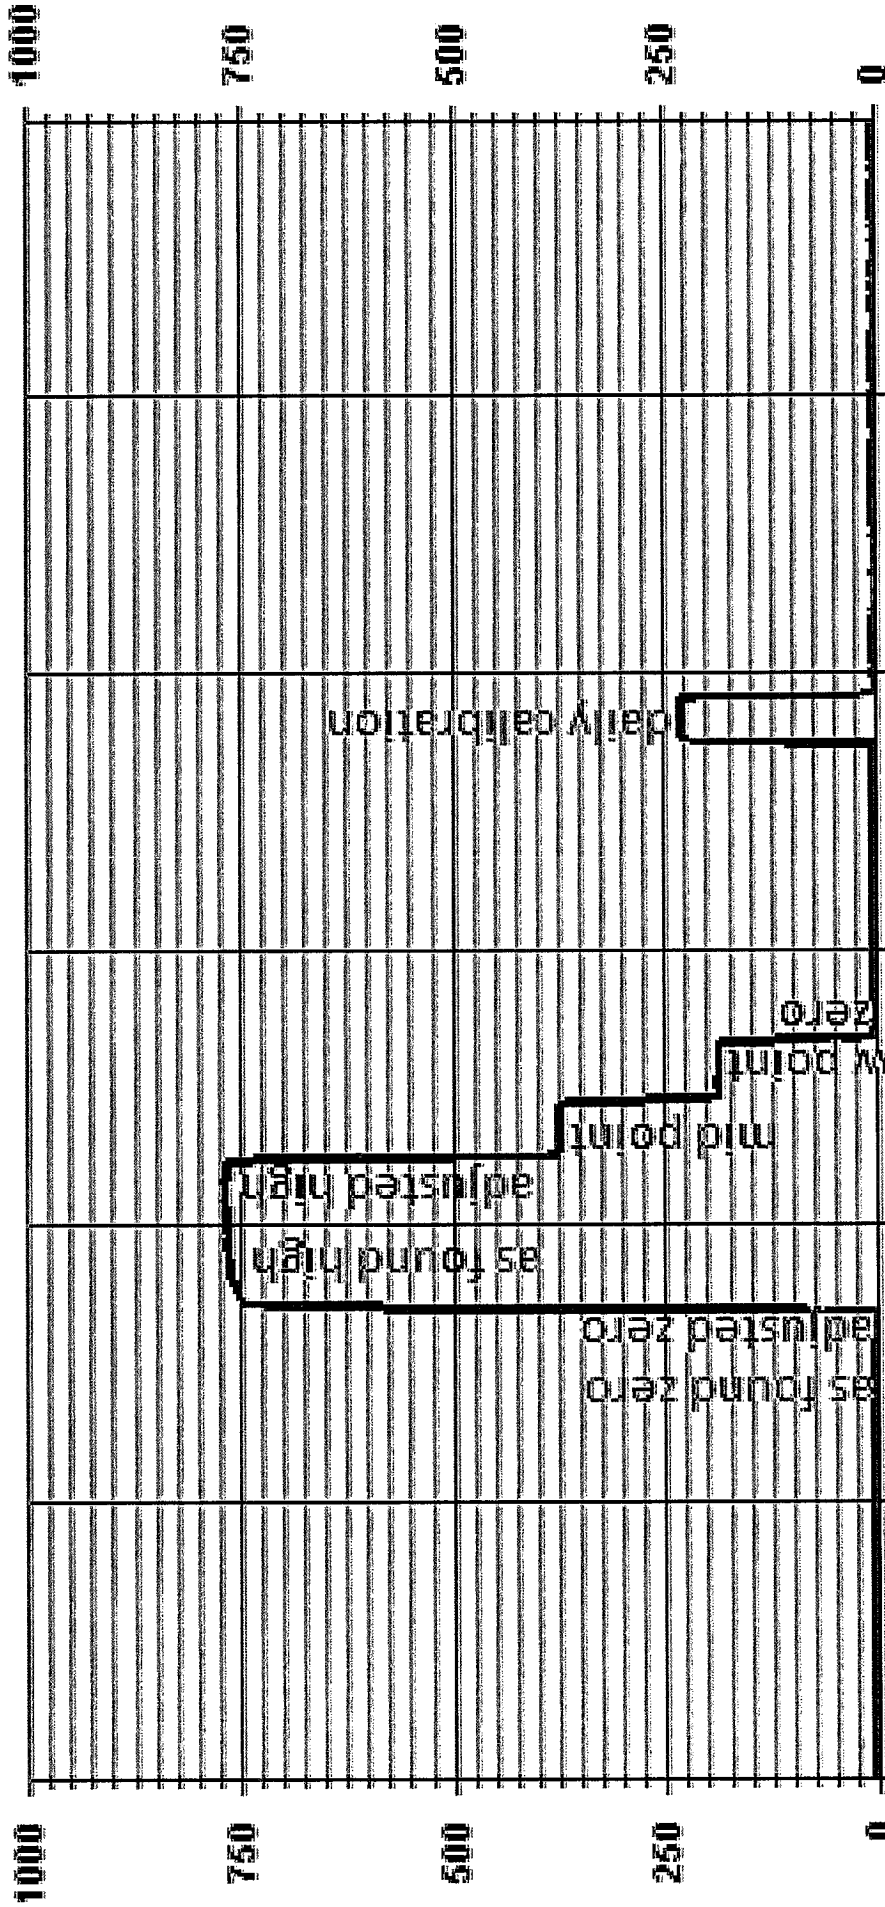 1000
750
500
250
0
as found zero
adjusted zero
as found high
adjusted high
mid point
w point
zero
daily calibration
1000
750
500
250
0